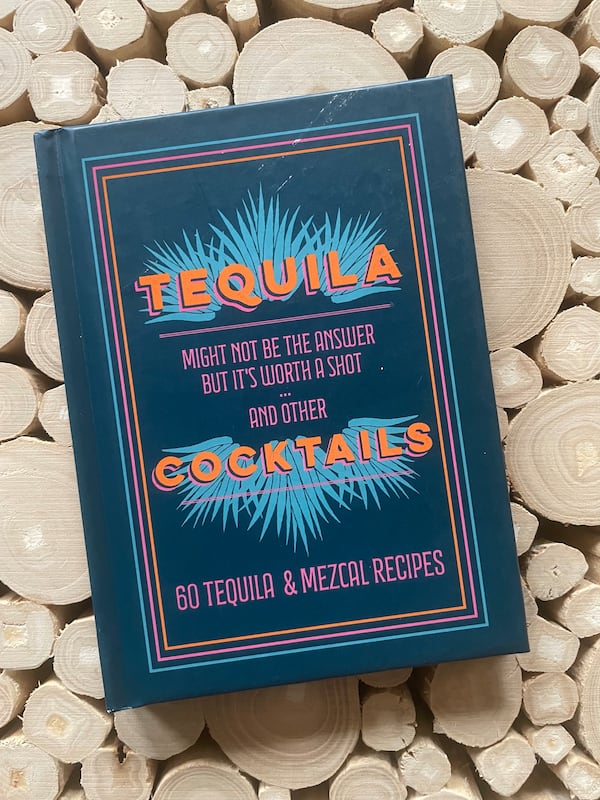 TEQUILA
MIGHT NOT BE THE ANSWER
BUT IT'S WORTH A SHOT
...
AND OTHER
COCKTAILS
60 TEQUILA & MEZCAL RECIPES